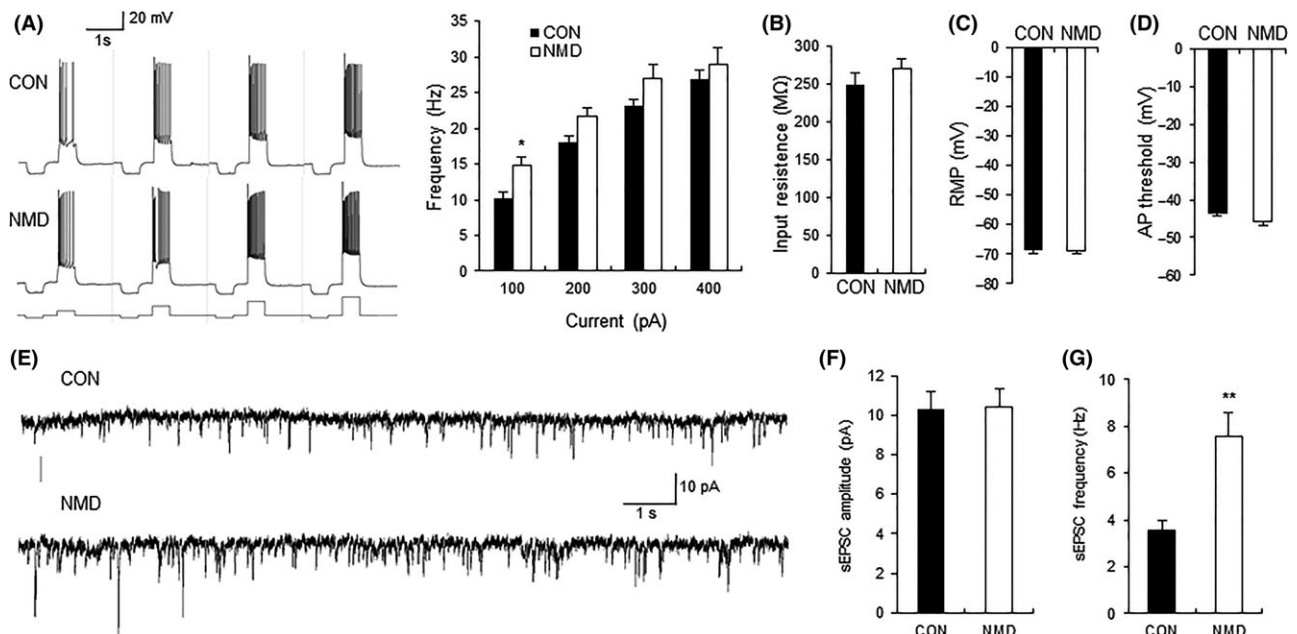 (A)
20 mV
1s
CON
NMD
CON
NMD
Frequency (Hz)
35
30
25
20
15
10
5
0
*
100 200 300 400
Current (pA)
(B)
Input resistence (MΩ)
300
250
200
150
100
50
0
CON NMD
(C)
CON NMD
RMP (mV)
0
−10
−20
−30
−40
−50
−60
−70
−80
(D)
CON NMD
AP threshold (mV)
0
−10
−20
−30
−40
−50
−60
(E)
CON
NMD
10 pA
1 s
(F)
sEPSC amplitude (pA)
12
10
8
6
4
2
0
CON NMD
(G)
sEPSC frequency (Hz)
10
8
6
4
2
0
**
CON NMD